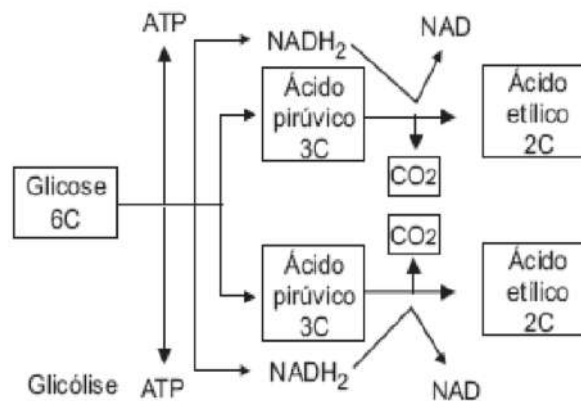 ATP
NADH₂
NAD
Ácido
pirúvico
3C
Ácido
etílico
2C
CO2
Glicose
6C
CO2
Ácido
pirúvico
3C
Ácido
etílico
2C
Glicólise
ATP
NADH₂
NAD